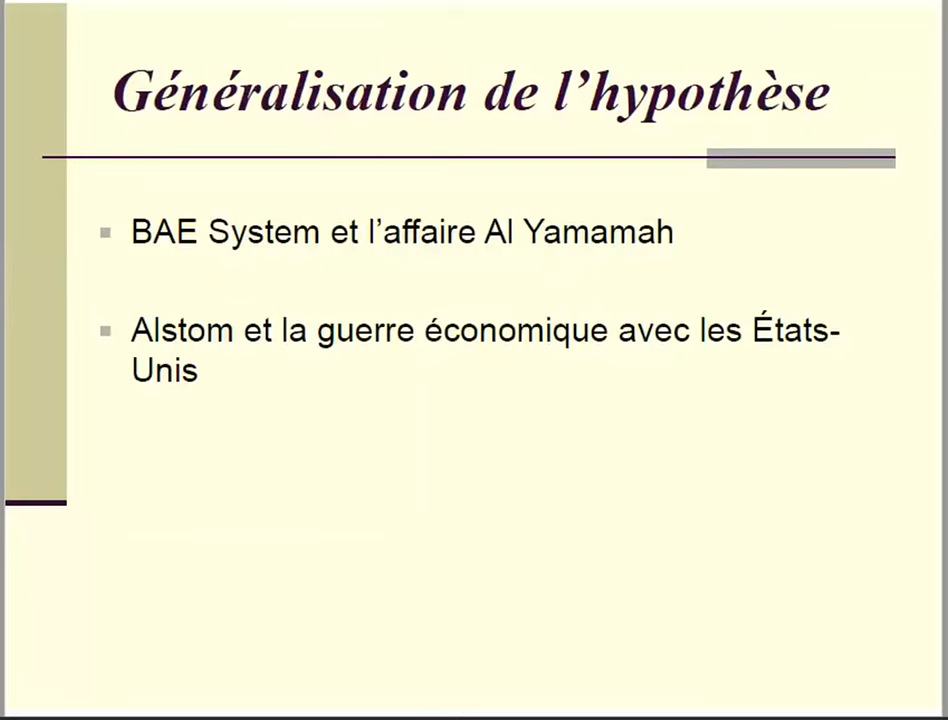 Généralisation de l’hypothèse
BAE System et l’affaire Al Yamamah
Alstom et la guerre économique avec les États-
Unis